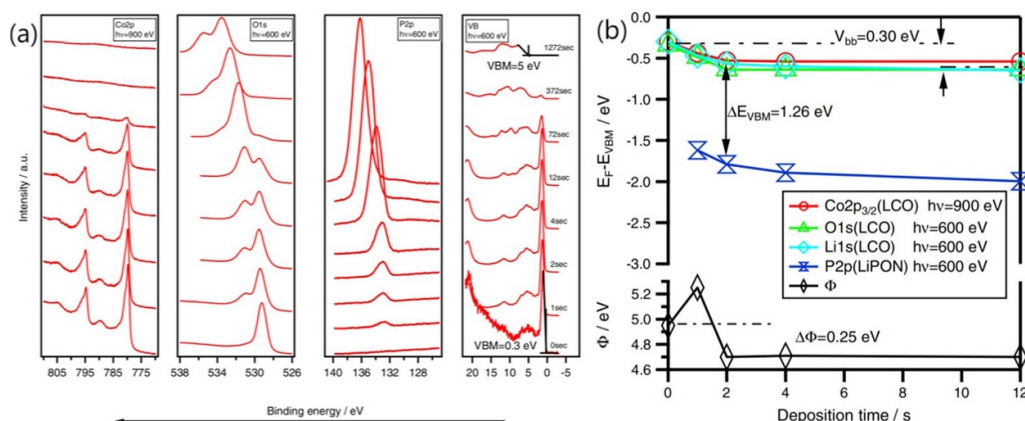 (a)
Co2p
hν=900 eV
O1s
hν=600
P2p
hν=600 eV
VB
hν=600 eV
1272sec
VBM=5 eV
372sec
72sec
12sec
4sec
2sec
1sec
VBM=0.3 eV
0sec
Intensity / a.u.
805 795 785 775
538 534 530 526
140 136 132 128
20 15 10 5 0 -5
Binding energy / eV
(b)
0.0
-0.5
-1.0
-1.5
-2.0
-2.5
-3.0
E_F-E_VBM / eV
V_bb=0.30 eV
ΔE_VBM=1.26 eV
Co2p3/2(LCO) hν=900 eV
O1s(LCO) hν=600 eV
Li1s(LCO) hν=600 eV
P2p(LiPON) hν=600 eV
Φ
5.2
5.0
4.8
4.6
Φ / eV
ΔΦ=0.25 eV
0 2 4 6 8 10 12
Deposition time / s